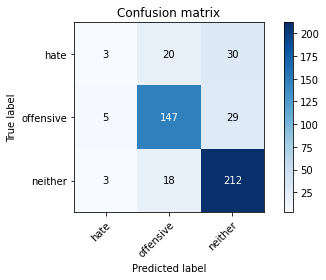 Confusion matrix
hate 3 20 30
offensive 5 147 29
neither 3 18 212
hate offensive neither
True label
Predicted label
200
175
150
125
100
75
50
25